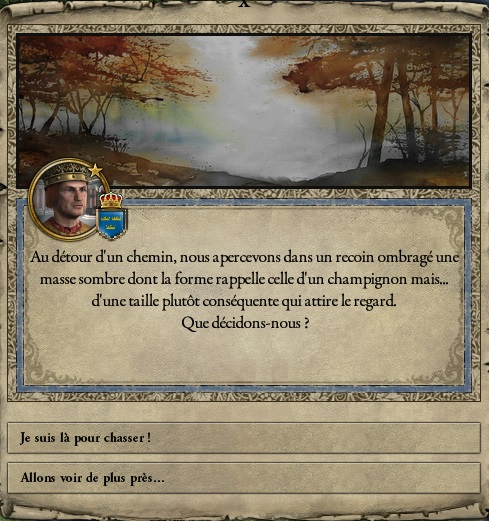 X
Au détour d'un chemin, nous apercevons dans un recoin ombragé une
masse sombre dont la forme rappelle celle d'un champignon mais...
d'une taille plutôt conséquente qui attire le regard.
Que décidons-nous ?
Je suis là pour chasser !
Allons voir de plus près...